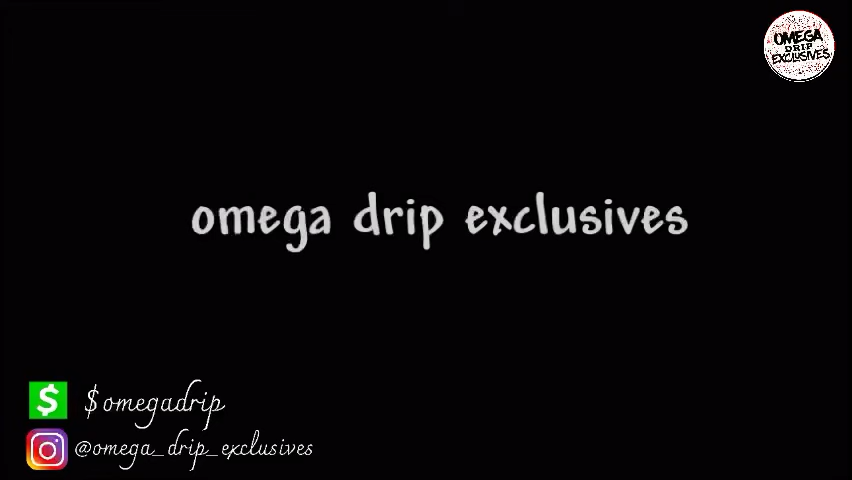 OMEGA
DRIP
EXCLUSIVES
omega drip exclusives
$omegadrip
@omega_drip_exclusives